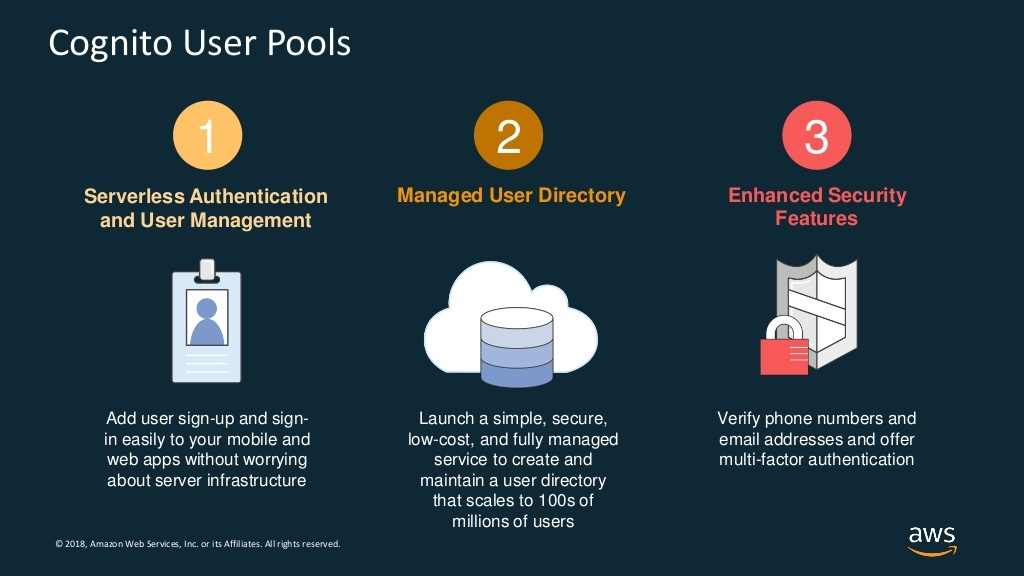 Cognito User Pools
1
Serverless Authentication
and User Management
Add user sign-up and sign-
in easily to your mobile and
web apps without worrying
about server infrastructure
2
Managed User Directory
Launch a simple, secure,
low-cost, and fully managed
service to create and
maintain a user directory
that scales to 100s of
millions of users
3
Enhanced Security
Features
Verify phone numbers and
email addresses and offer
multi-factor authentication
© 2018, Amazon Web Services, Inc. or its Affiliates. All rights reserved.
aws